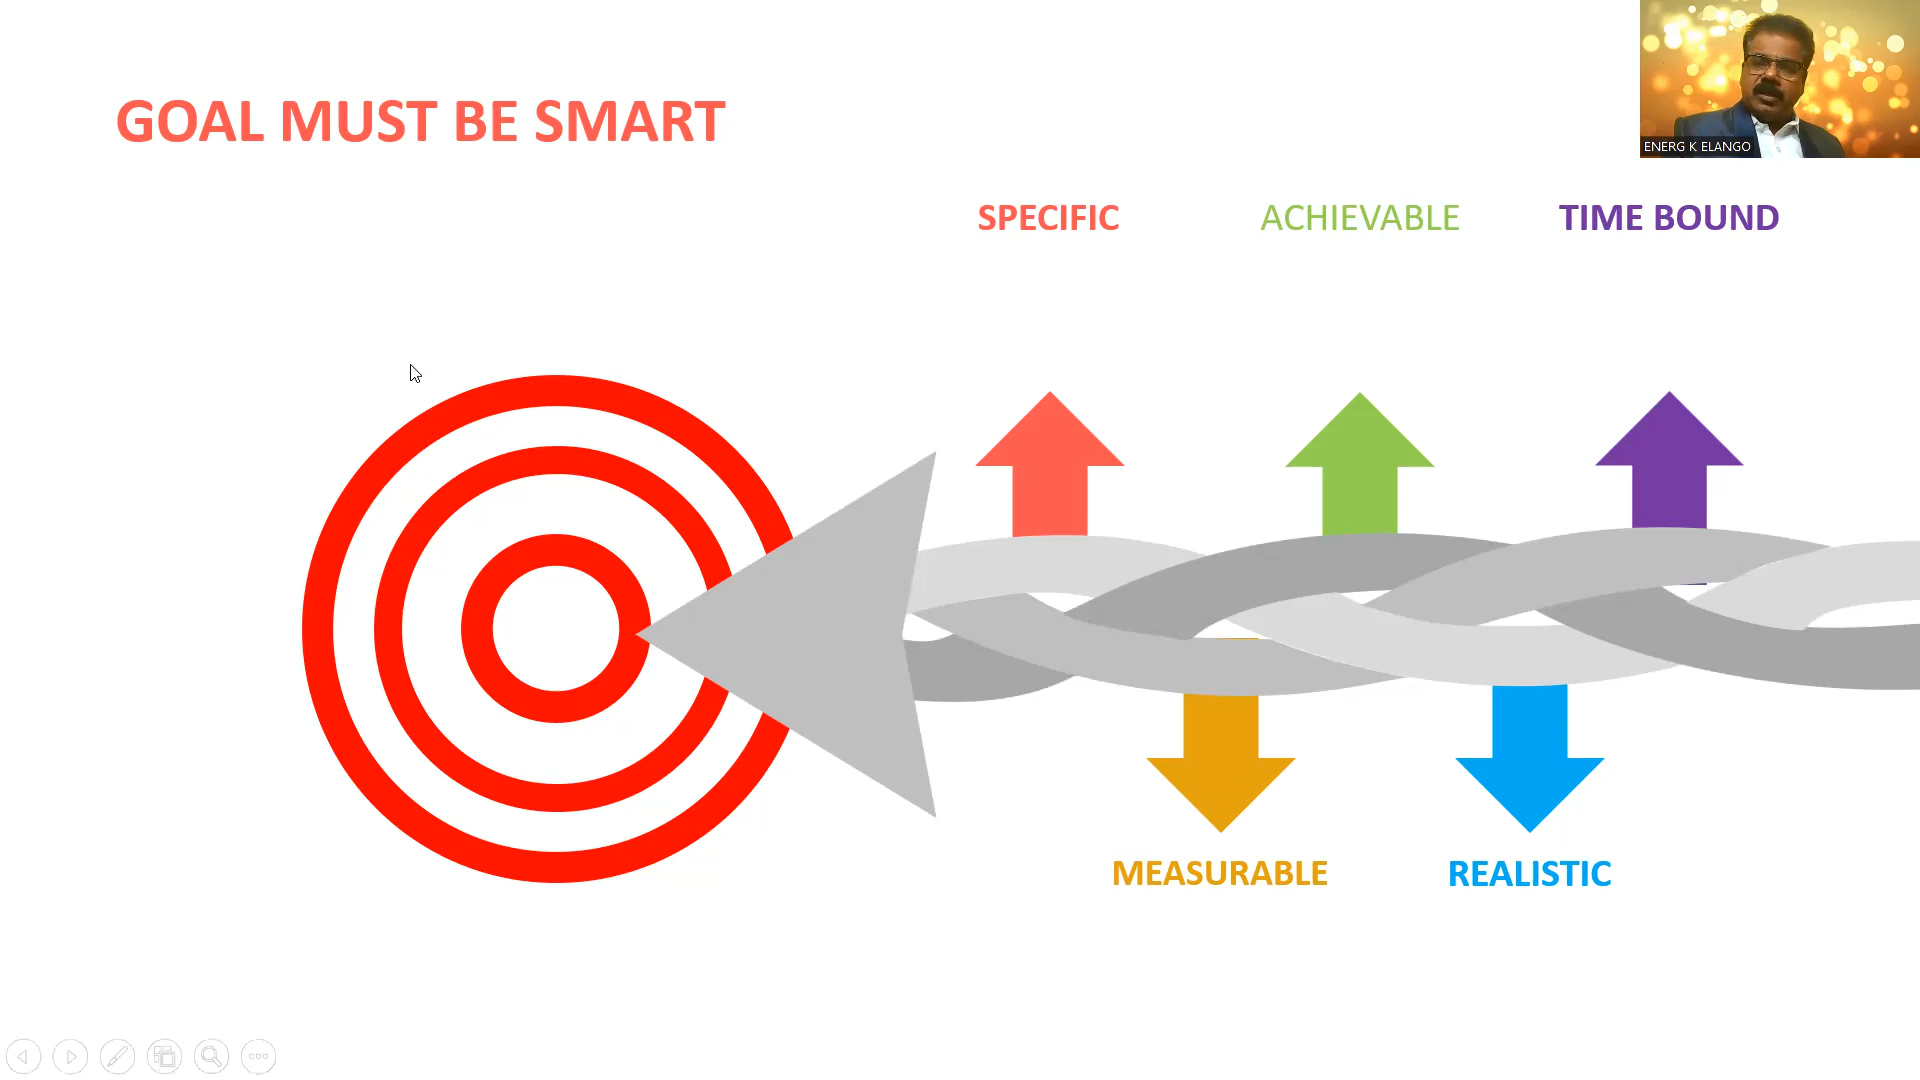 GOAL MUST BE SMART
ENERG K ELANGO
SPECIFIC
ACHIEVABLE
TIME BOUND
MEASURABLE
REALISTIC